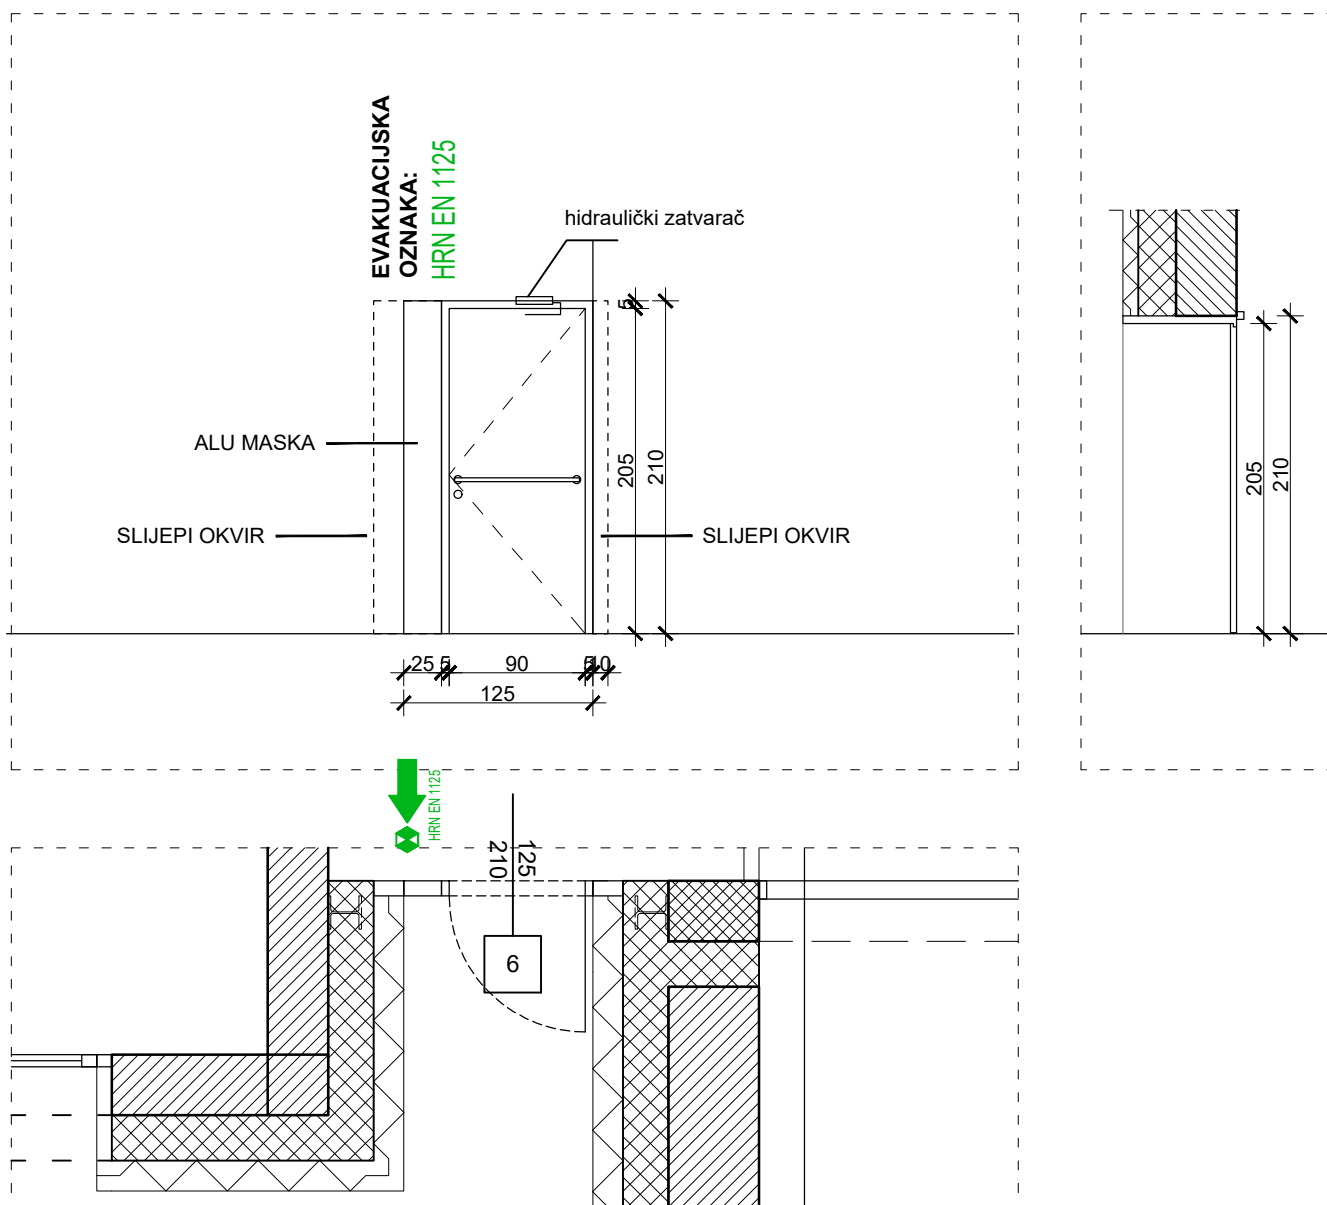 EVAKUACIJSKA
OZNAKA:
HRN EN 1125
hidraulički zatvarač
5
ALU MASKA
205
210
205
210
SLIJEPI OKVIR
SLIJEPI OKVIR
25 5 90 5 10
125
HRN EN 1125
125
210
6